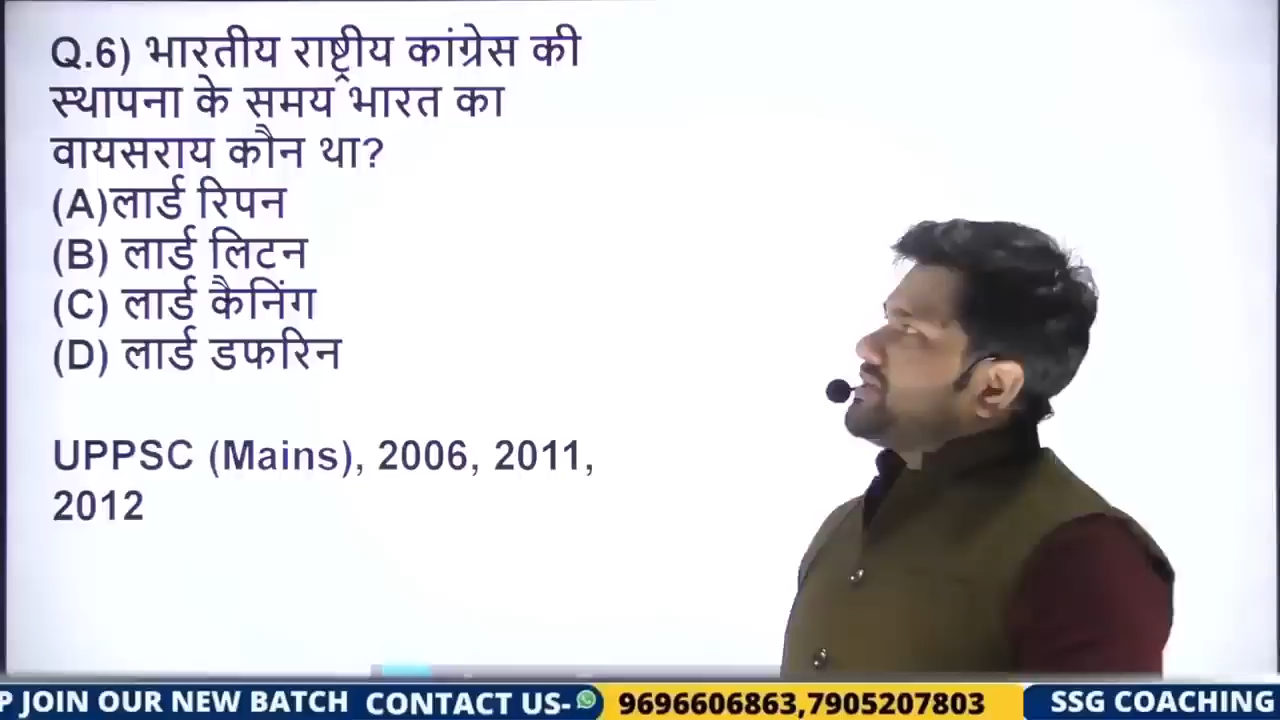 Q.6) भारतीय राष्ट्रीय कांग्रेस की
स्थापना के समय भारत का
वायसराय कौन था?
(A)लार्ड रिपन
(B) लार्ड लिटन
(C) लार्ड कैनिंग
(D) लार्ड डफरिन
UPPSC (Mains), 2006, 2011,
2012
P JOIN OUR NEW BATCH CONTACT US- 9696606863,7905207803 SSG COACHING